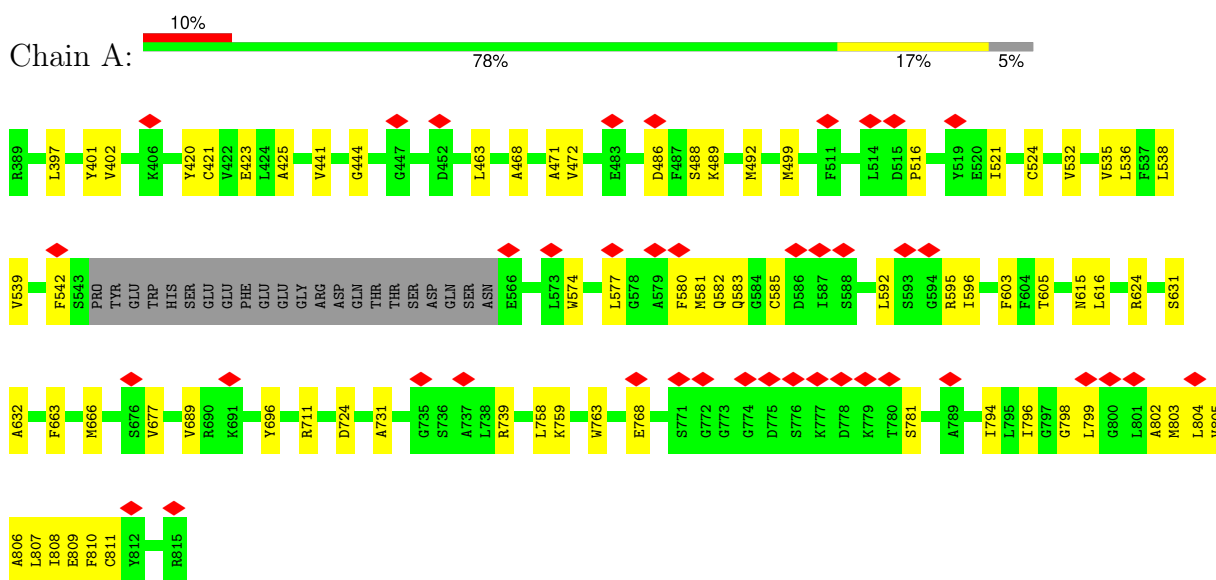 10%
Chain A:
78% 17% 5%
R389 L397 Y401 V402 K406 Y420 C421 V422 E423 L424 A425 V441 G444 G447 D452 L463 A468 A471 V472 E483 D486 F487 S488 K489 M492 M499 F511 L514 D515 P516 Y519 E520 I521 C524 V532 V535 L536 F537 L538
V539 F542 S543 PRO TYR GLU TRP HIS SER GLU GLU PHE GLU GLU GLY ARG ASP GLN THR THR SER ASP GLN SER ASN E566 L573 W574 L577 G578 A579 F580 M581 Q582 Q583 G584 C585 D586 I587 S588 L592 S593 G594 R595 I596 F603 F604 T605 N615 L616 R624 S631
A632 F663 M666 S676 V677 V689 R690 K691 Y696 R711 D724 A731 G735 S736 A737 L738 R739 L758 K759 W763 E768 S771 G772 G773 G774 D775 S776 K777 D778 K779 T780 S781 A789 I794 L795 I796 G797 G798 L799 G800 L801 A802 M803 L804
A806 L807 I808 E809 F810 C811 Y812 R815